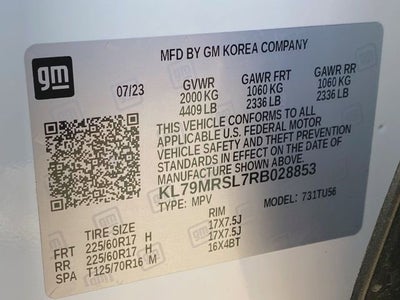 gm
MFD BY GM KOREA COMPANY
07/23 GVWR GAWR FRT GAWR RR
2000 KG 1060 KG 1060 KG
4409 LB 2336 LB 2336 LB
THIS VEHICLE CONFORMS TO ALL
APPLICABLE U.S. FEDERAL MOTOR
VEHICLE SAFETY AND THEFT PREVENTION
STANDARDS IN EFFECT ON THE DATE OF
MANUFACTURE SHOWN ABOVE.
KL79MRSL7RB028853
TYPE: MPV MODEL: 731TU56
TIRE SIZE RIM
FRT 225/60R17 H 17X7.5J
RR 225/60R17 H 17X7.5J
SPA T125/70R16 M 16X4BT